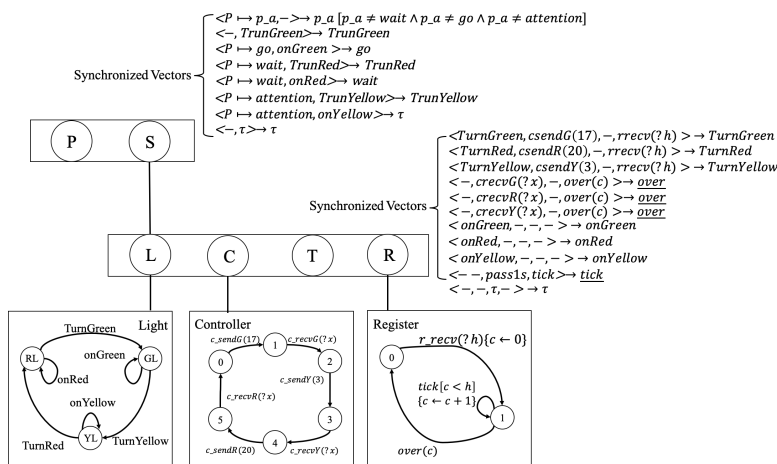 <P ↦ p_a,−>→ p_a [p_a ≠ wait ∧ p_a ≠ go ∧ p_a ≠ attention]
<−, TrunGreen>→ TrunGreen
<P ↦ go, onGreen >→ go
<P ↦ wait, TrunRed>→ TrunRed
<P ↦ wait, onRed>→ wait
<P ↦ attention, TrunYellow>→ TrunYellow
<P ↦ attention, onYellow>→ τ
<−, τ>→ τ
Synchronized Vectors
P
S
<TurnGreen, csendG(17), −, rrecv(? h) > → TurnGreen
<TurnRed, csendR(20), −, rrecv(? h) > → TurnRed
<TurnYellow, csendY(3), −, rrecv(? h) > → TurnYellow
< −, crecvG(? x), −, over(c) >→ over
< −, crecvR(? x), −, over(c) >→ over
< −, crecvY(? x), −, over(c) >→ over
< onGreen, −, −, − > → onGreen
< onRed, −, −, − > → onRed
< onYellow, −, −, − > → onYellow
<− −, pass1s, tick>→ tick
< −, −, τ, − > → τ
Synchronized Vectors
L
C
T
R
Light
TurnGreen
RL
onGreen
GL
onRed
onYellow
YL
TurnRed
TurnYellow
Controller
c_sendG(17)
1
c_recvG(? x)
0
2
c_sendY(3)
c_recvR(? x)
5
3
c_sendR(20)
4
c_recvY(? x)
Register
r_recv(? h){c ← 0}
0
tick[c < h]
{c ← c + 1}
1
over(c)